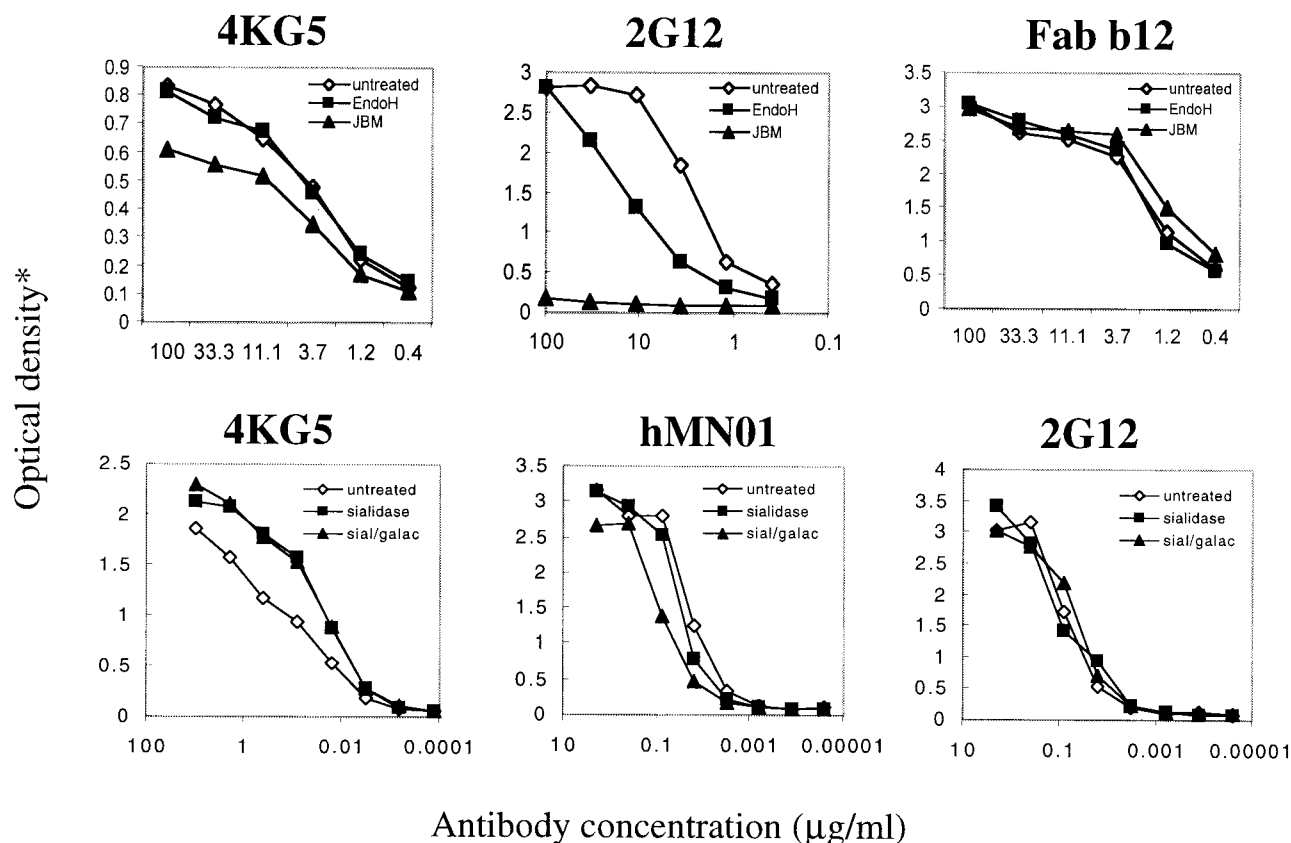 4KG5
0.9
0.8
0.7
0.6
0.5
0.4
0.3
0.2
0.1
0
untreated
EndoH
JBM
100 33.3 11.1 3.7 1.2 0.4
2G12
3
2.5
2
1.5
1
0.5
0
untreated
EndoH
JBM
100 10 1 0.1
Fab b12
3.5
3
2.5
2
1.5
1
0.5
0
untreated
EndoH
JBM
100 33.3 11.1 3.7 1.2 0.4
Optical density*
4KG5
2.5
2
1.5
1
0.5
0
untreated
sialidase
sial/galac
100 1 0.01 0.0001
hMN01
3.5
3
2.5
2
1.5
1
0.5
0
untreated
sialidase
sial/galac
10 0.1 0.001 0.00001
2G12
4
3.5
3
2.5
2
1.5
1
0.5
0
untreated
sialidase
sial/galac
10 0.1 0.001 0.00001
Antibody concentration (µg/ml)